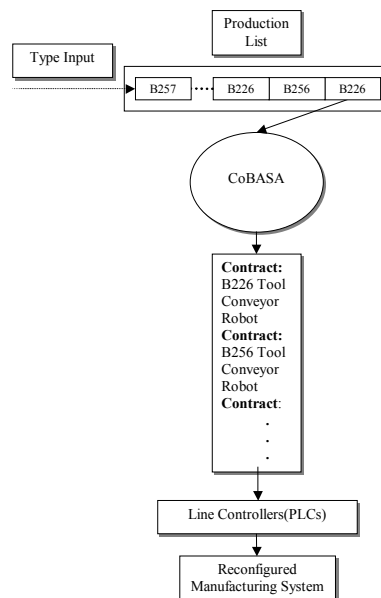 Production
List
Type Input
B257 ..... B226 B256 B226
CoBASA
Contract:
B226 Tool
Conveyor
Robot
Contract:
B256 Tool
Conveyor
Robot
Contract:
.
.
.
Line Controllers(PLCs)
Reconfigured
Manufacturing System